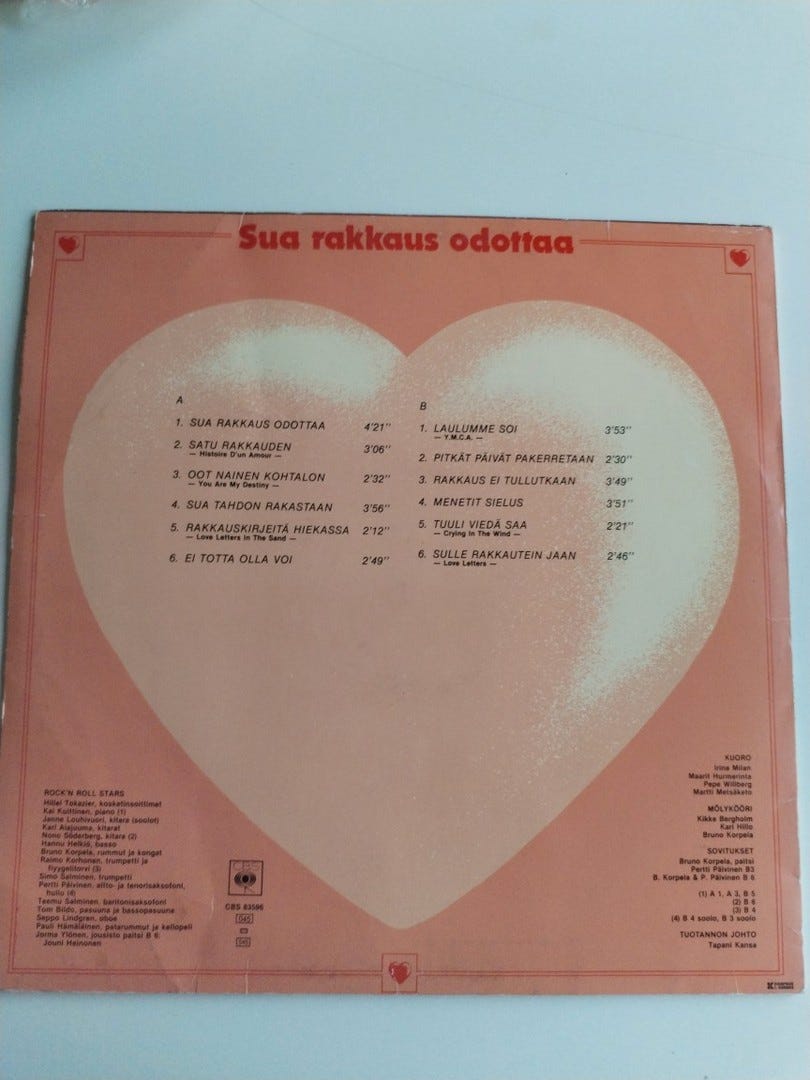 Sua rakkaus odottaa
A
1. SUA RAKKAUS ODOTTAA 4'21"
2. SATU RAKKAUDEN 3'06"
— Histoire D'un Amour —
3. OOT NAINEN KOHTALON 2'32"
— You Are My Destiny —
4. SUA TAHDON RAKASTAAN 3'56"
5. RAKKAUSKIRJEITÄ HIEKASSA 2'12"
— Love Letters In The Sand —
6. EI TOTTA OLLA VOI 2'49"
B
1. LAULUMME SOI 3'53"
— Y.M.C.A. —
2. PITKÄT PÄIVÄT PAKERRETAAN 2'30"
3. RAKKAUS EI TULLUTKAAN 3'49"
4. MENETIT SIELUS 3'51"
5. TUULI VIEDÄ SAA 2'21"
— Crying In The Wind —
6. SULLE RAKKAUTEIN JAAN 2'46"
— Love Letters —
ROCK'N ROLL STARS
Hillel Tokazier, kosketinsoittimet
Kai Kulttinen, piano (1)
Janne Louhivuori, kitara (soolot)
Kari Alajuuma, kitarat
Nono Söderberg, kitara (2)
Hannu Helkiö, basso
Bruno Korpela, rummut ja kongat
Raimo Korhonen, trumpetti ja
flyygelitorvi (3)
Simo Salminen, trumpetti
Pertti Päivinen, altto- ja tenorisaksofoni,
huilo (4)
Teemu Salminen, baritonisaksofoni
Tom Bildo, pasuuna ja bassopasuuna
Seppo Lindgren, oboe
Pauli Hämäläinen, patarummut ja kellopeli
Jorma Ylönen, jousisto paitsi B 6:
Jouni Heinonen
CBS
CBS 83596
045
KUORO
Irina Milan
Maarit Hurmerinta
Pepe Willberg
Martti Metsäketo
MÖLYKÖÖRI
Kikke Bergholm
Kari Hillo
Bruno Korpela
SOVITUKSET
Bruno Korpela, paitsi
Pertti Päivinen B3
B. Korpela & P. Päivinen B 6
(1) A 1, A 3, B 5
(2) B 6
(3) B 4
(4) B 4 soolo, B 3 soolo
TUOTANNON JOHTO
Tapani Kansa